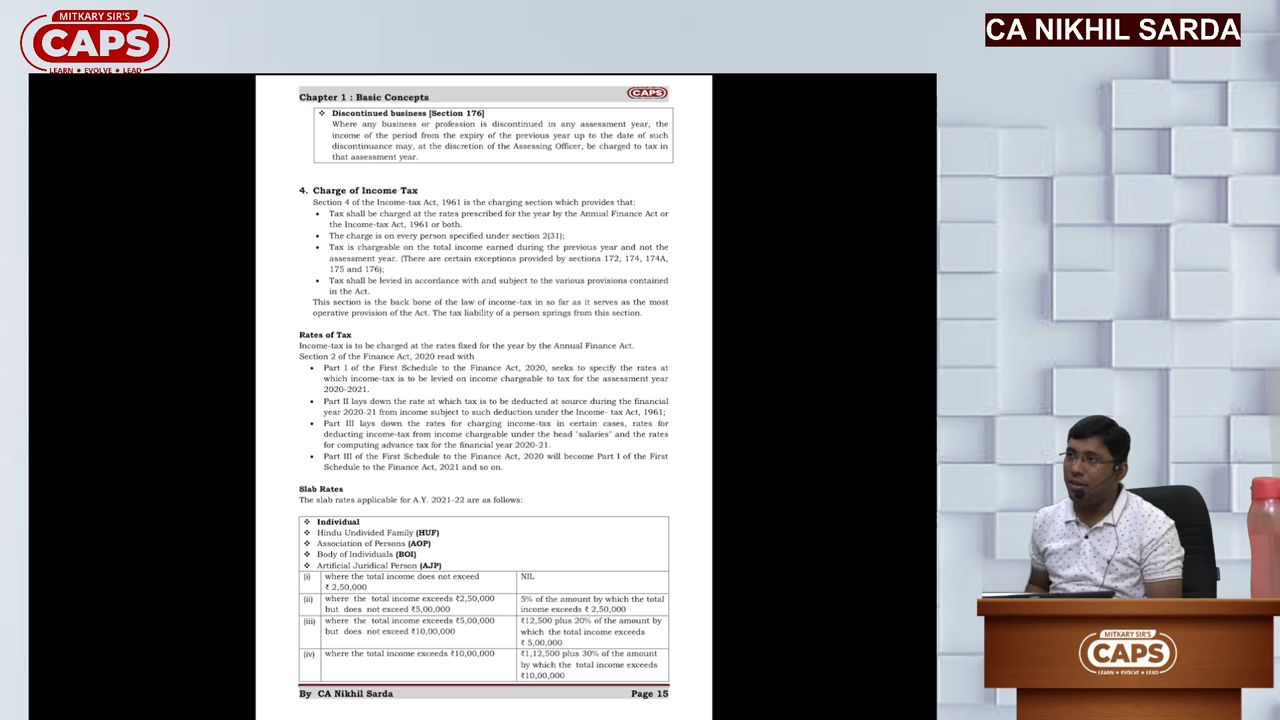 MITKARY SIR'S
CAPS
LEARN • EVOLVE • LEAD
CA NIKHIL SARDA
Chapter 1 : Basic Concepts
CAPS
❖ Discontinued business [Section 176]
Where any business or profession is discontinued in any assessment year, the
income of the period from the expiry of the previous year up to the date of such
discontinuance may, at the discretion of the Assessing Officer, be charged to tax in
that assessment year.
4. Charge of Income Tax
Section 4 of the Income-tax Act, 1961 is the charging section which provides that:
• Tax shall be charged at the rates prescribed for the year by the Annual Finance Act or
the Income-tax Act, 1961 or both.
• The charge is on every person specified under section 2(31);
• Tax is chargeable on the total income earned during the previous year and not the
assessment year. (There are certain exceptions provided by sections 172, 174, 174A,
175 and 176);
• Tax shall be levied in accordance with and subject to the various provisions contained
in the Act.
This section is the back bone of the law of income-tax in so far as it serves as the most
operative provision of the Act. The tax liability of a person springs from this section.
Rates of Tax
Income-tax is to be charged at the rates fixed for the year by the Annual Finance Act.
Section 2 of the Finance Act, 2020 read with
• Part I of the First Schedule to the Finance Act, 2020, seeks to specify the rates at
which income-tax is to be levied on income chargeable to tax for the assessment year
2020-2021.
• Part II lays down the rate at which tax is to be deducted at source during the financial
year 2020-21 from income subject to such deduction under the Income- tax Act, 1961;
• Part III lays down the rates for charging income-tax in certain cases, rates for
deducting income-tax from income chargeable under the head "salaries" and the rates
for computing advance tax for the financial year 2020-21.
• Part III of the First Schedule to the Finance Act, 2020 will become Part I of the First
Schedule to the Finance Act, 2021 and so on.
Slab Rates
The slab rates applicable for A.Y. 2021-22 are as follows:
❖ Individual
❖ Hindu Undivided Family (HUF)
❖ Association of Persons (AOP)
❖ Body of Individuals (BOI)
❖ Artificial Juridical Person (AJP)
(i) where the total income does not exceed NIL
₹ 2,50,000
(ii) where the total income exceeds ₹2,50,000 5% of the amount by which the total
but does not exceed ₹5,00,000 income exceeds ₹ 2,50,000
(iii) where the total income exceeds ₹5,00,000 ₹12,500 plus 20% of the amount by
but does not exceed ₹10,00,000 which the total income exceeds
₹ 5,00,000
(iv) where the total income exceeds ₹10,00,000 ₹1,12,500 plus 30% of the amount
by which the total income exceeds
₹10,00,000
By CA Nikhil Sarda Page 15
MITKARY SIR'S
CAPS
LEARN • EVOLVE • LEAD